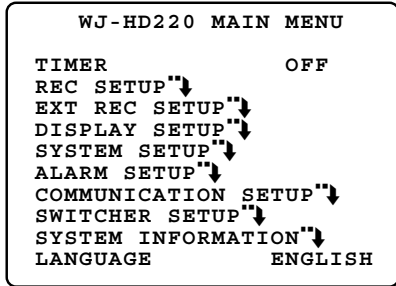 WJ-HD220 MAIN MENU
TIMER OFF
REC SETUP
EXT REC SETUP
DISPLAY SETUP
SYSTEM SETUP
ALARM SETUP
COMMUNICATION SETUP
SWITCHER SETUP
SYSTEM INFORMATION
LANGUAGE ENGLISH